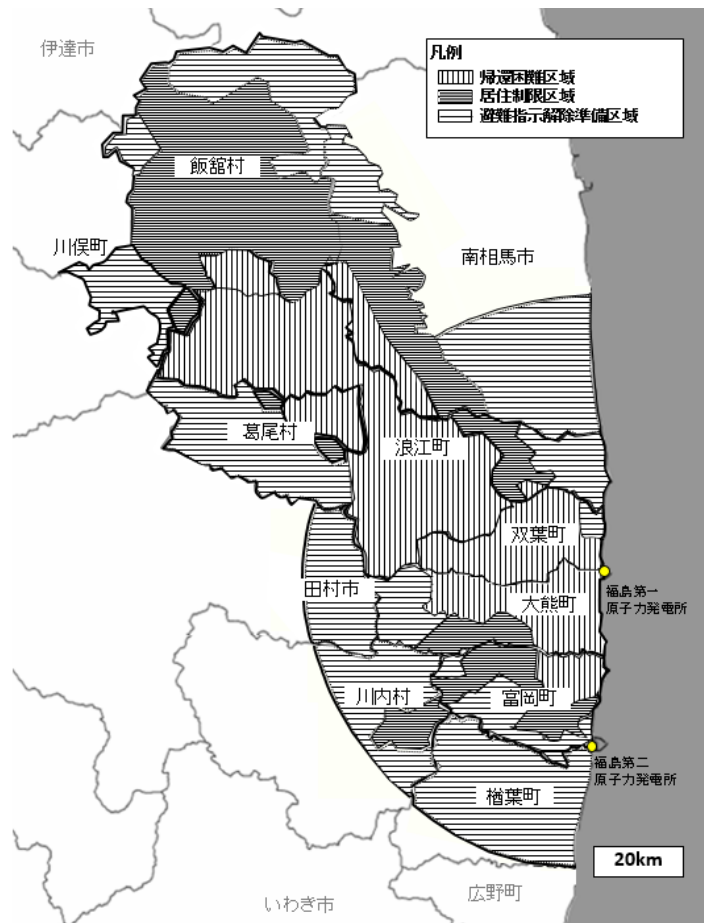 伊達市
凡例
帰還困難区域
居住制限区域
避難指示解除準備区域
飯舘村
川俣町
南相馬市
葛尾村
浪江町
双葉町
田村市
大熊町
福島第一
原子力発電所
川内村
富岡町
福島第二
原子力発電所
楢葉町
20km
広野町
いわき市